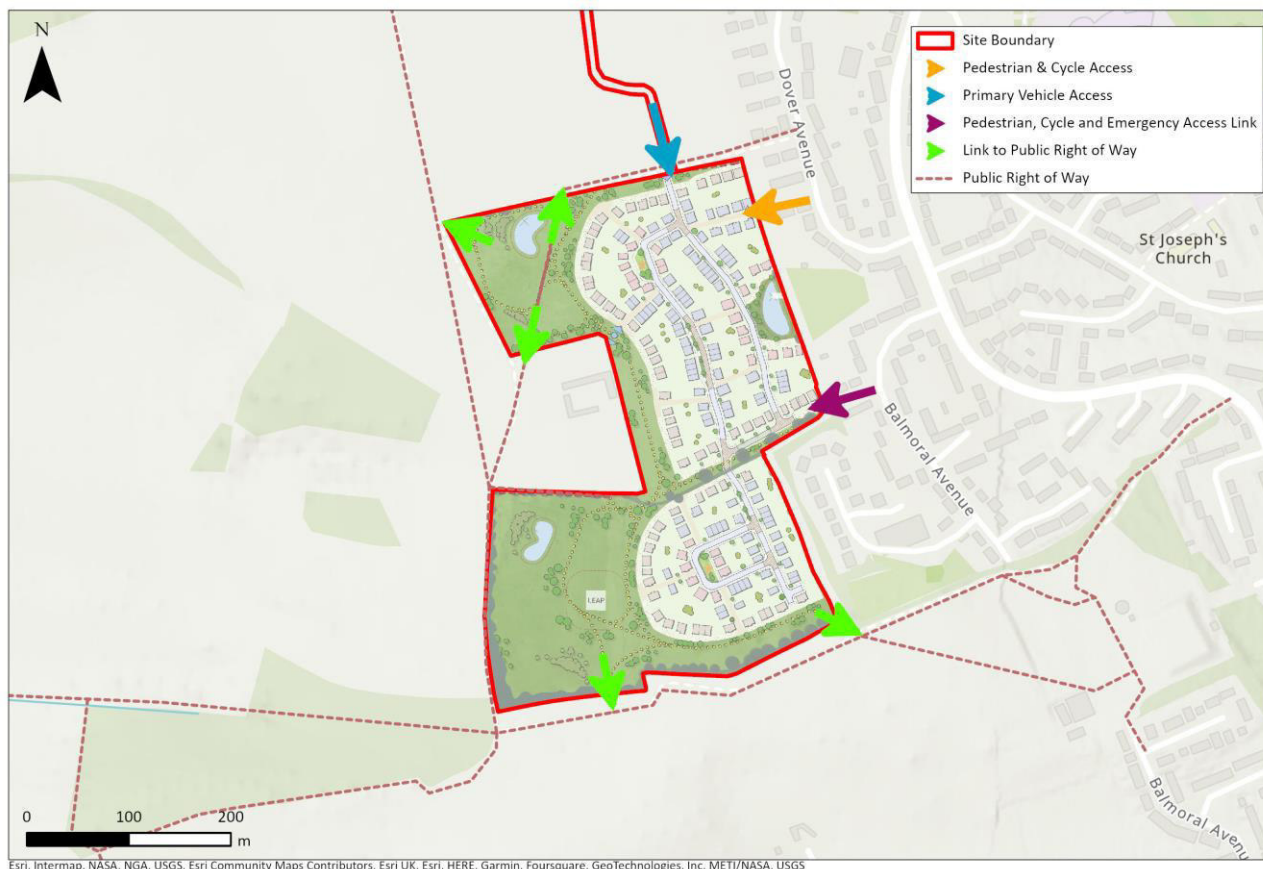 N
Site Boundary
Pedestrian & Cycle Access
Primary Vehicle Access
Pedestrian, Cycle and Emergency Access Link
Link to Public Right of Way
Public Right of Way
Dover Avenue
St Joseph's
Church
Balmoral Avenue
LEAP
Balmoral Avenue
0 100 200
m
Esri, Intermap, NASA, NGA, USGS, Esri Community Maps Contributors, Esri UK, Esri, HERE, Garmin, Foursquare, GeoTechnologies, Inc, METI/NASA, USGS